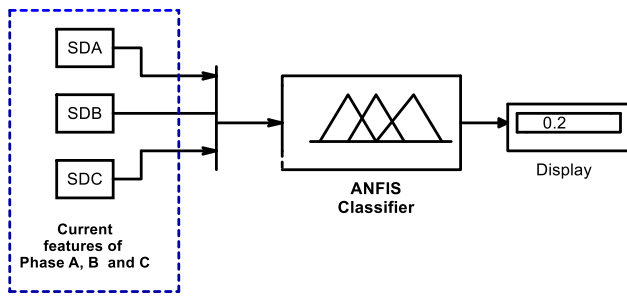 SDA
SDB
SDC
Current
features of
Phase A, B and C
ANFIS
Classifier
0.2
Display